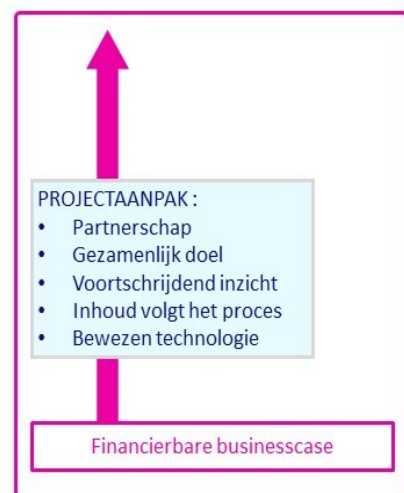 PROJECTAANPAK :
• Partnerschap
• Gezamenlijk doel
• Voortschrijdend inzicht
• Inhoud volgt het proces
• Bewezen technologie
Financierbare businesscase